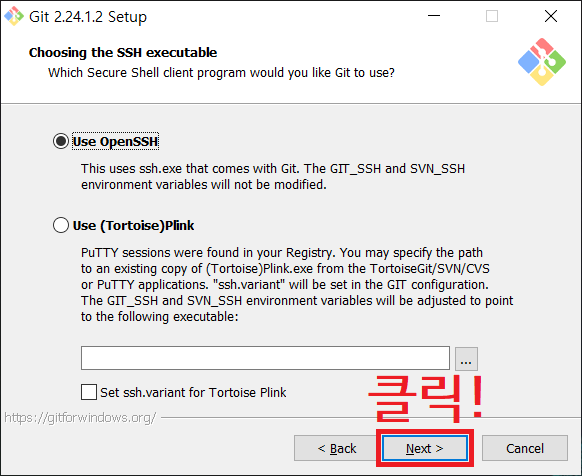 Git 2.24.1.2 Setup
Choosing the SSH executable
Which Secure Shell client program would you like Git to use?
Use OpenSSH
This uses ssh.exe that comes with Git. The GIT_SSH and SVN_SSH
environment variables will not be modified.
Use (Tortoise)Plink
PuTTY sessions were found in your Registry. You may specify the path
to an existing copy of (Tortoise)Plink.exe from the TortoiseGit/SVN/CVS
or PuTTY applications. "ssh.variant" will be set in the GIT configuration.
The GIT_SSH and SVN_SSH environment variables will be adjusted to point
to the following executable:
...
Set ssh.variant for Tortoise Plink
클릭!
https://gitforwindows.org/
< Back
Next >
Cancel